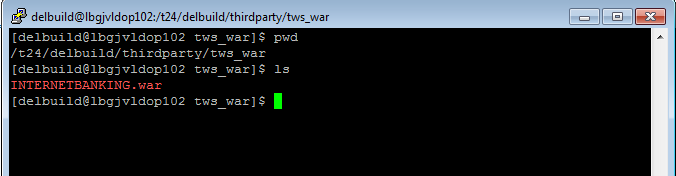 delbuild@lbgjvldop102:/t24/delbuild/thirdparty/tws_war
[delbuild@lbgjvldop102 tws_war]$ pwd
/t24/delbuild/thirdparty/tws_war
[delbuild@lbgjvldop102 tws_war]$ ls
INTERNETBANKING.war
[delbuild@lbgjvldop102 tws_war]$